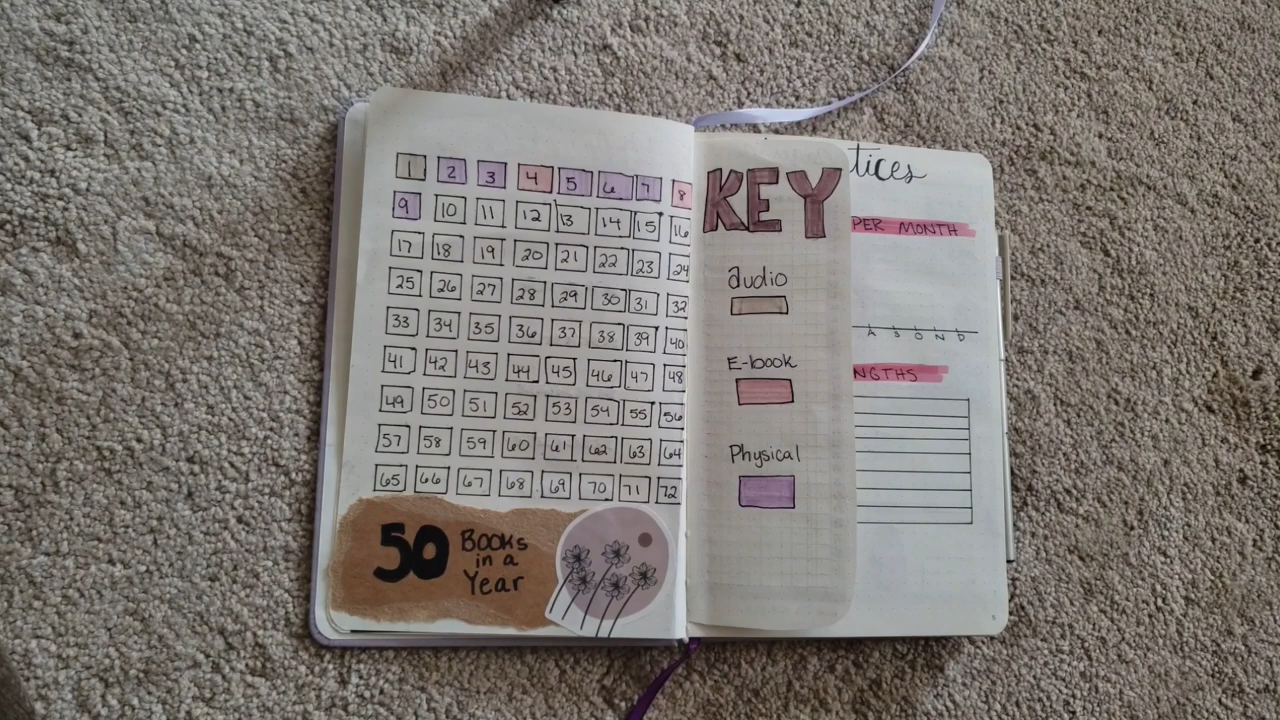 1 2 3 4 5 6 7 8
9 10 11 12 13 14 15 16
17 18 19 20 21 22 23 24
25 26 27 28 29 30 31 32
33 34 35 36 37 38 39 40
41 42 43 44 45 46 47 48
49 50 51 52 53 54 55 56
57 58 59 60 61 62 63 64
65 66 67 68 69 70 71 72
50 Books
in a
Year
KEY
audio
E-book
Physical
tices
PER MONTH
A S O N D
NGTHS
5